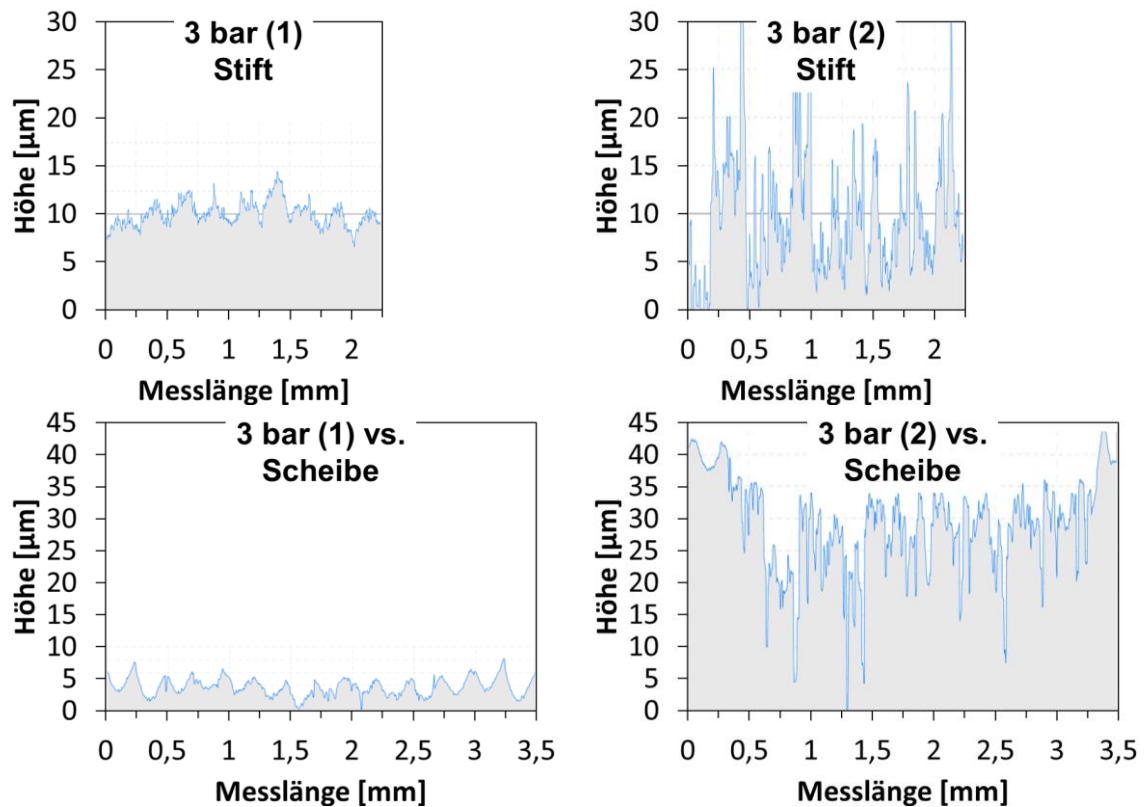 3 bar (1)
Stift
Höhe [µm]
30
25
20
15
10
5
0
0 0,5 1 1,5 2
Messlänge [mm]
3 bar (2)
Stift
Höhe [µm]
30
25
20
15
10
5
0
0 0,5 1 1,5 2
Messlänge [mm]
3 bar (1) vs.
Scheibe
Höhe [µm]
45
40
35
30
25
20
15
10
5
0
0 0,5 1 1,5 2 2,5 3 3,5
Messlänge [mm]
3 bar (2) vs.
Scheibe
Höhe [µm]
45
40
35
30
25
20
15
10
5
0
0 0,5 1 1,5 2 2,5 3 3,5
Messlänge [mm]